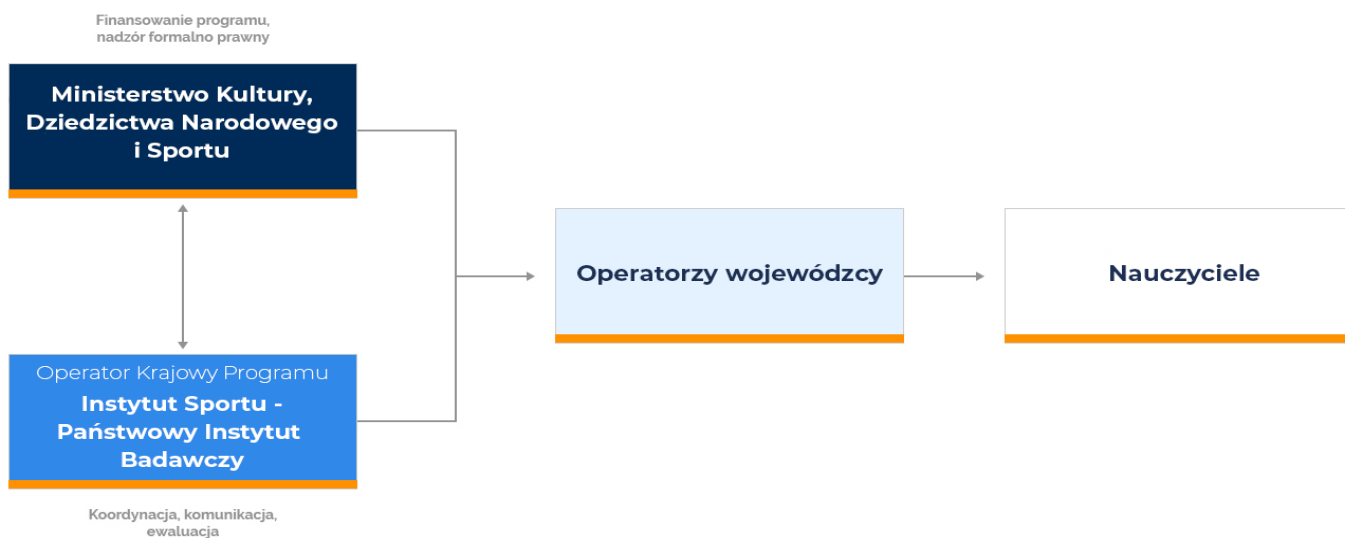 Finansowanie programu,
nadzór formalno prawny
Ministerstwo Kultury,
Dziedzictwa Narodowego
i Sportu
Operatorzy wojewódzcy
Nauczyciele
Operator Krajowy Programu
Instytut Sportu -
Państwowy Instytut
Badawczy
Koordynacja, komunikacja,
ewaluacja